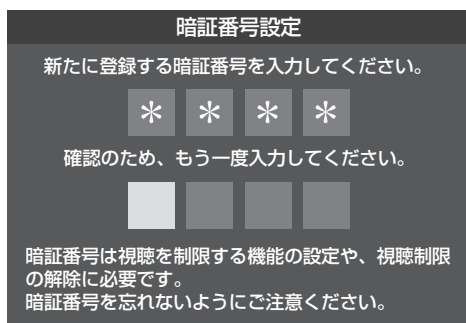 暗証番号設定
新たに登録する暗証番号を入力してください。
＊ ＊ ＊ ＊
確認のため、もう一度入力してください。
暗証番号は視聴を制限する機能の設定や、視聴制限
の解除に必要です。
暗証番号を忘れないようにご注意ください。